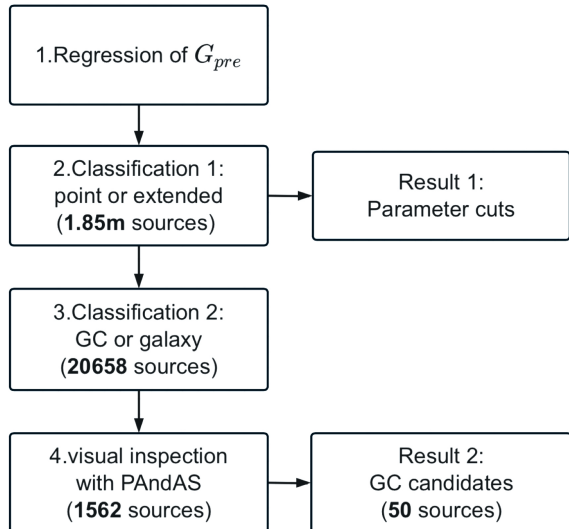 1.Regression of G_pre
2.Classification 1:
point or extended
(1.85m sources)
Result 1:
Parameter cuts
3.Classification 2:
GC or galaxy
(20658 sources)
4.visual inspection
with PAndAS
(1562 sources)
Result 2:
GC candidates
(50 sources)